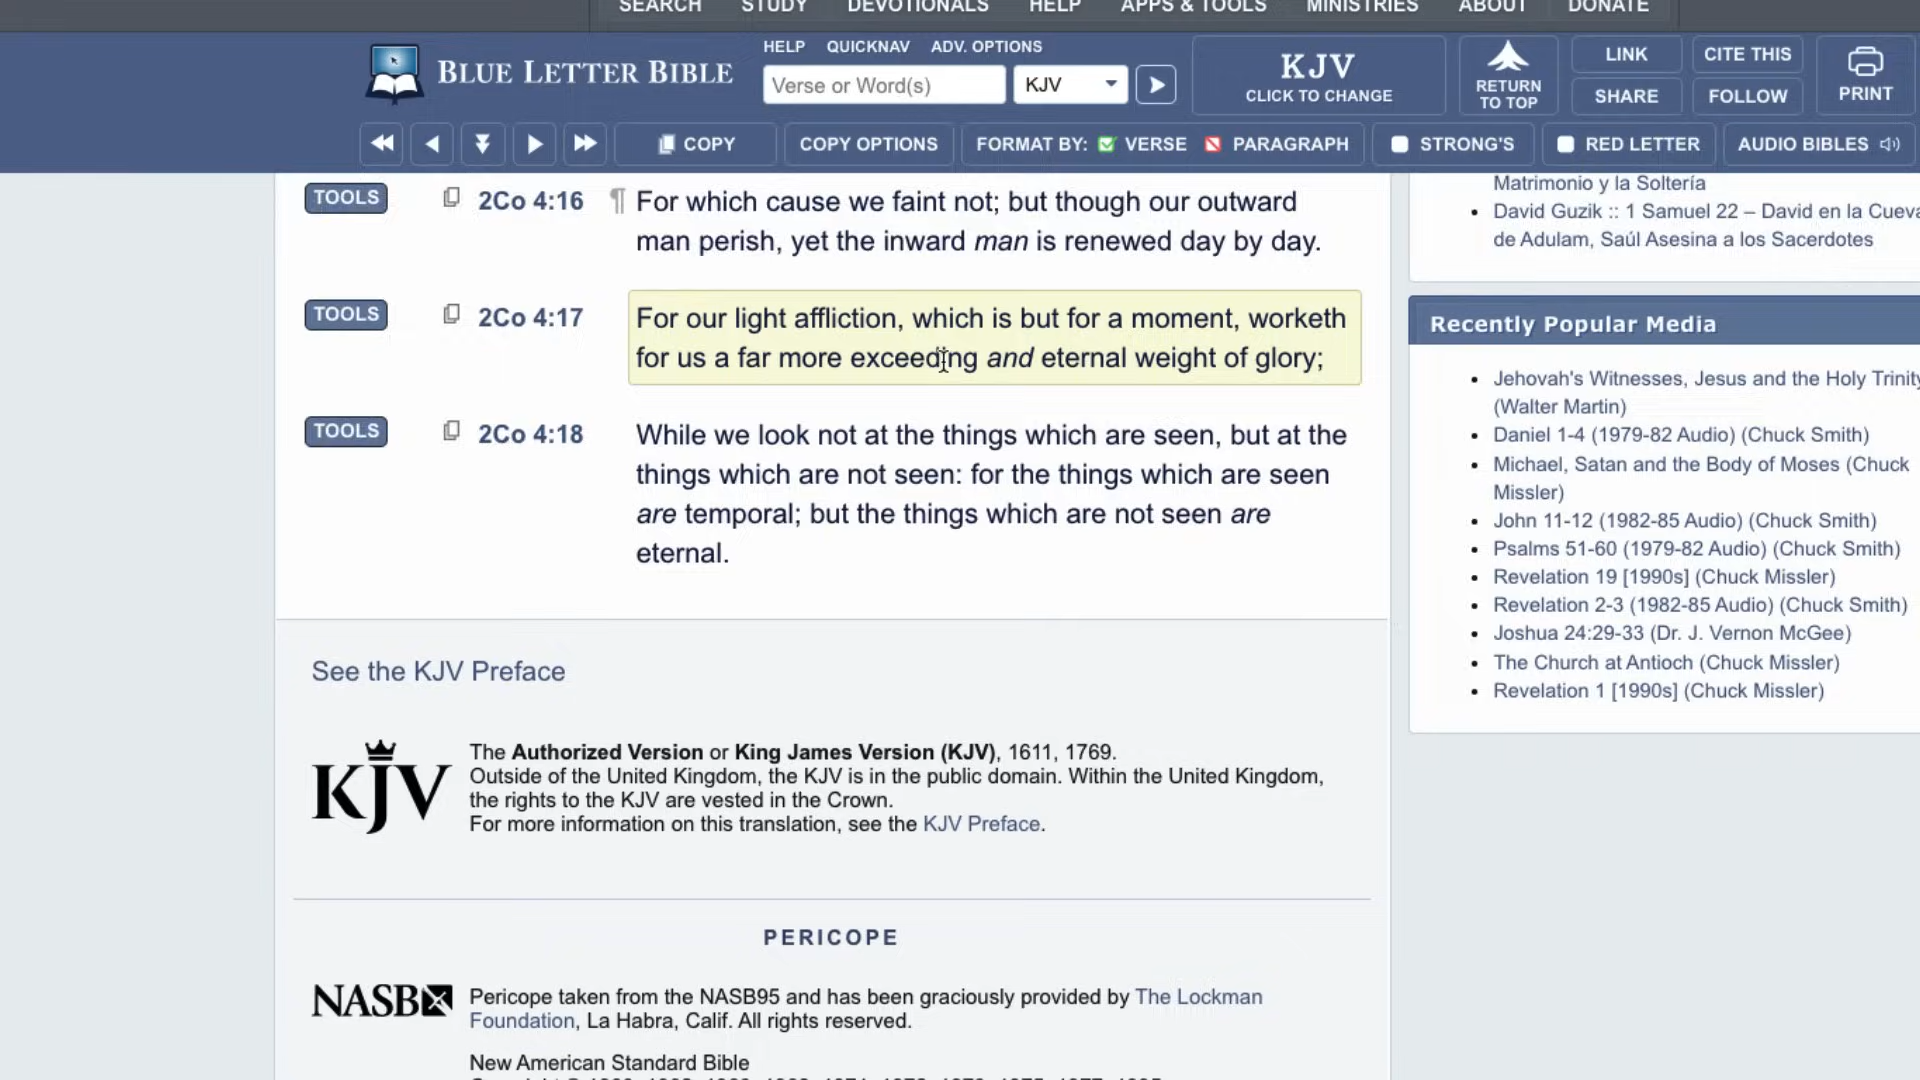 SEARCH STUDY DEVOTIONALS HELP APPS & TOOLS MINISTRIES ABOUT DONATE
BLUE LETTER BIBLE
HELP QUICKNAV ADV. OPTIONS
Verse or Word(s)
KJV
KJV
CLICK TO CHANGE
RETURN
TO TOP
LINK
CITE THIS
SHARE
FOLLOW
PRINT
COPY
COPY OPTIONS
FORMAT BY: VERSE PARAGRAPH
STRONG'S
RED LETTER
AUDIO BIBLES
TOOLS 2Co 4:16 ¶ For which cause we faint not; but though our outward
man perish, yet the inward man is renewed day by day.
TOOLS 2Co 4:17 For our light affliction, which is but for a moment, worketh
for us a far more exceeding and eternal weight of glory;
TOOLS 2Co 4:18 While we look not at the things which are seen, but at the
things which are not seen: for the things which are seen
are temporal; but the things which are not seen are
eternal.
See the KJV Preface
KJV
The Authorized Version or King James Version (KJV), 1611, 1769.
Outside of the United Kingdom, the KJV is in the public domain. Within the United Kingdom,
the rights to the KJV are vested in the Crown.
For more information on this translation, see the KJV Preface.
PERICOPE
NASB
Pericope taken from the NASB95 and has been graciously provided by The Lockman
Foundation, La Habra, Calif. All rights reserved.
New American Standard Bible
Matrimonio y la Soltería
• David Guzik :: 1 Samuel 22 – David en la Cueva
de Adulam, Saúl Asesina a los Sacerdotes
Recently Popular Media
• Jehovah's Witnesses, Jesus and the Holy Trinity
(Walter Martin)
• Daniel 1-4 (1979-82 Audio) (Chuck Smith)
• Michael, Satan and the Body of Moses (Chuck
Missler)
• John 11-12 (1982-85 Audio) (Chuck Smith)
• Psalms 51-60 (1979-82 Audio) (Chuck Smith)
• Revelation 19 [1990s] (Chuck Missler)
• Revelation 2-3 (1982-85 Audio) (Chuck Smith)
• Joshua 24:29-33 (Dr. J. Vernon McGee)
• The Church at Antioch (Chuck Missler)
• Revelation 1 [1990s] (Chuck Missler)